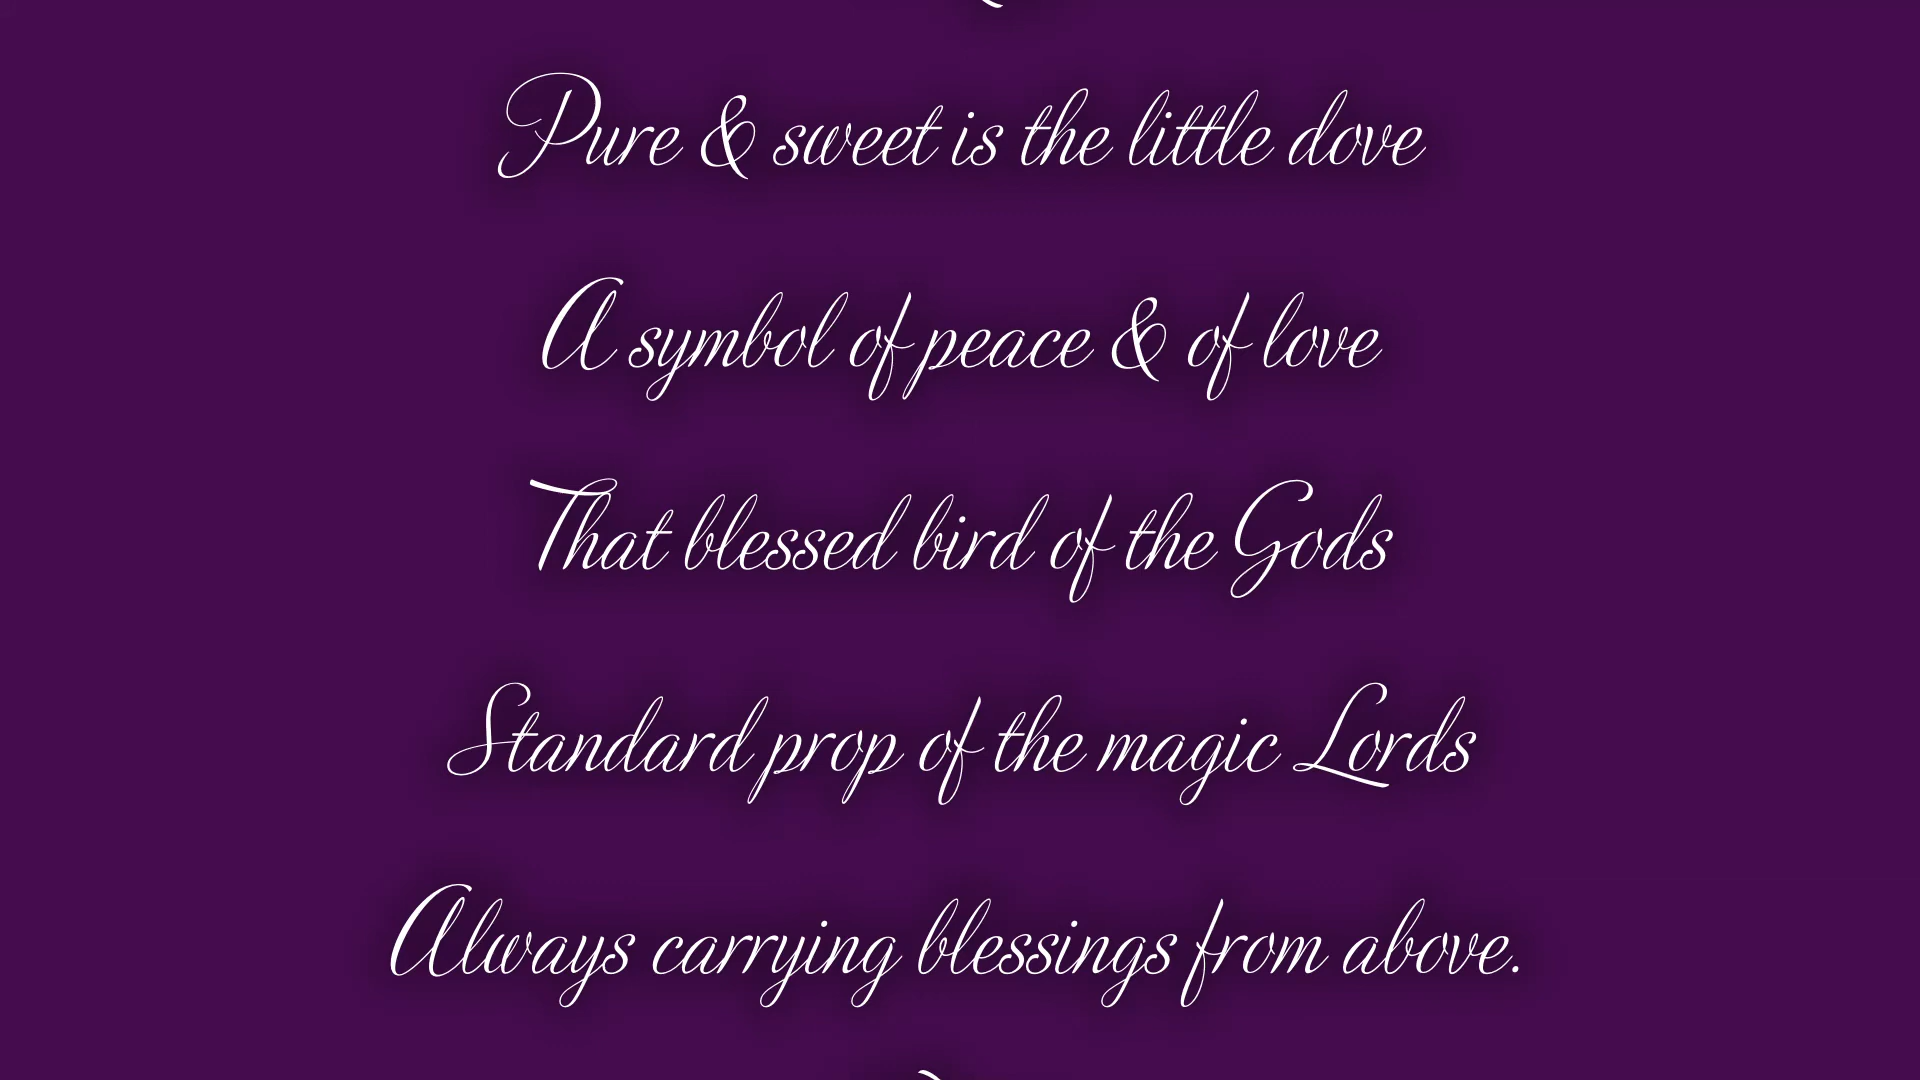 Pure & sweet is the little dove
A symbol of peace & of love
That blessed bird of the Gods
Standard prop of the magic Lords
Always carrying blessings from above.